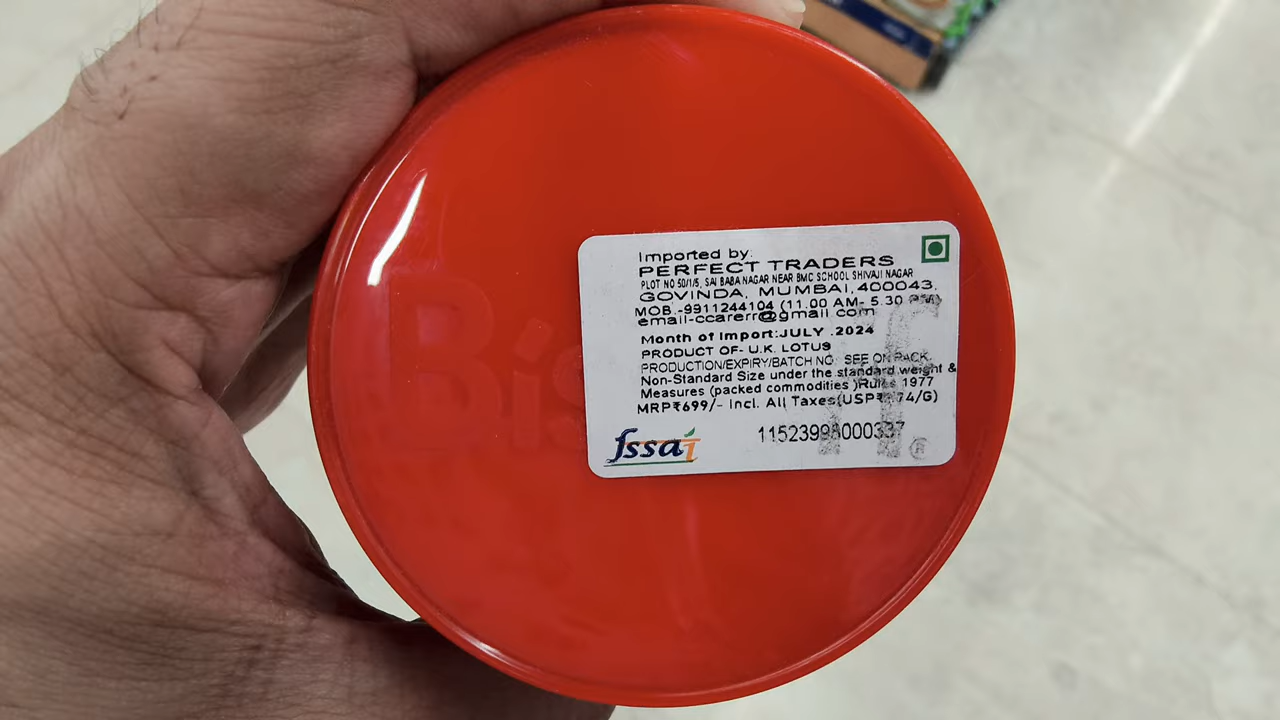 Imported by:
PERFECT TRADERS
PLOT NO 50/1/5, SAI BABA NAGAR NEAR BMC SCHOOL SHIVAJI NAGAR
GOVINDA, MUMBAI, 400043.
MOB.-9911244104 (11.00 AM- 5.30 PM)
email-ccarerr@gmail com
Month of Import:JULY .2024
PRODUCT OF- U.K. LOTUS
PRODUCTION/EXPIRY/BATCH NO SEE ON PACK.
Non-Standard Size under the standard weight &
Measures (packed commodities )Rules 1977
MRP₹699/- Incl. All Taxes
fssai
®
Bis